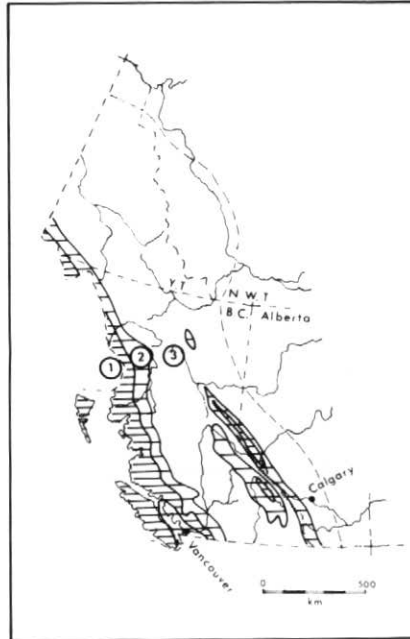 Y.T.
N.W.T.
B.C. Alberta
1
2
3
Calgary
Vancouver
0
500
km